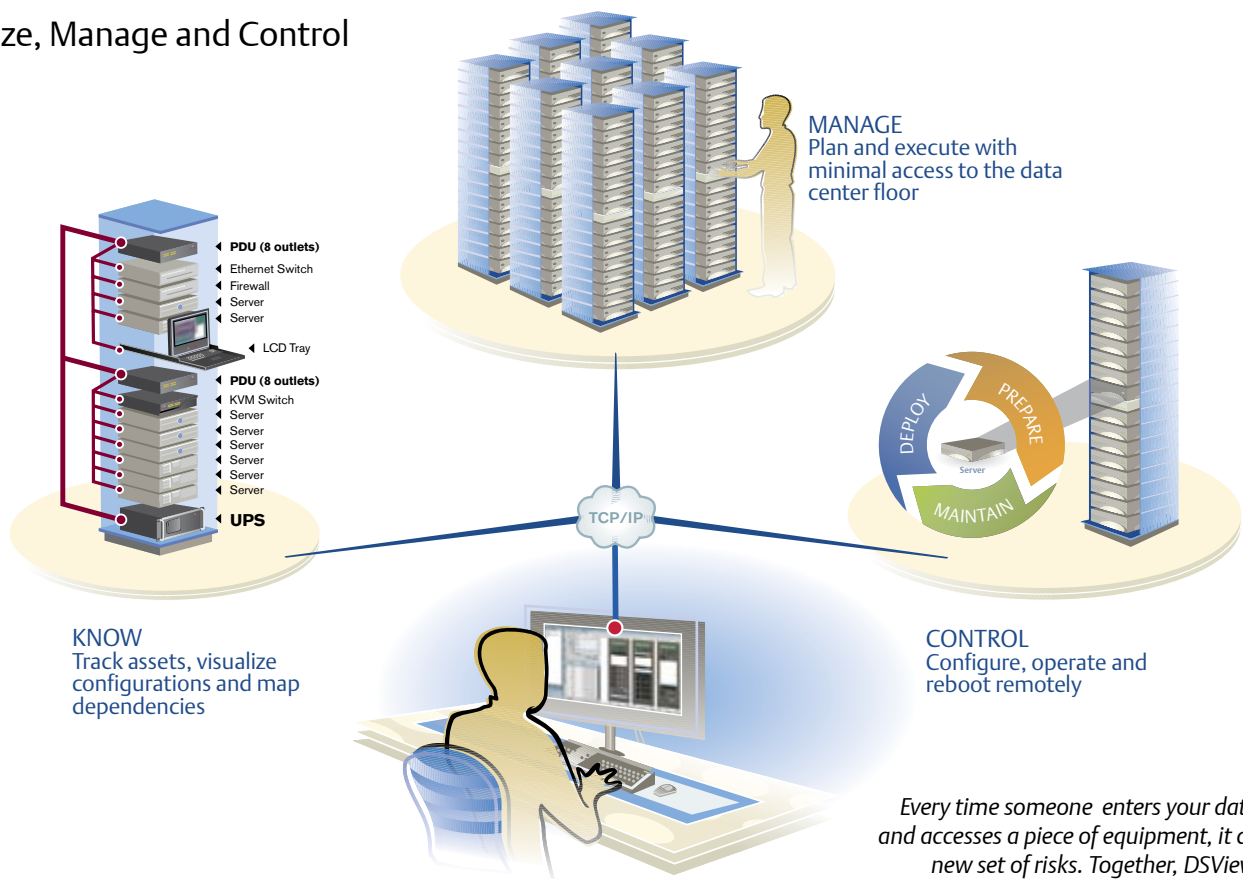 ze, Manage and Control
MANAGE
Plan and execute with
minimal access to the data
center floor
PDU (8 outlets)
Ethernet Switch
Firewall
Server
Server
LCD Tray
PDU (8 outlets)
KVM Switch
Server
Server
Server
Server
Server
Server
UPS
DEPLOY
PREPARE
MAINTAIN
Server
TCP/IP
KNOW
Track assets, visualize
configurations and map
dependencies
CONTROL
Configure, operate and
reboot remotely
Every time someone enters your dat
and accesses a piece of equipment, it c
new set of risks. Together, DSView